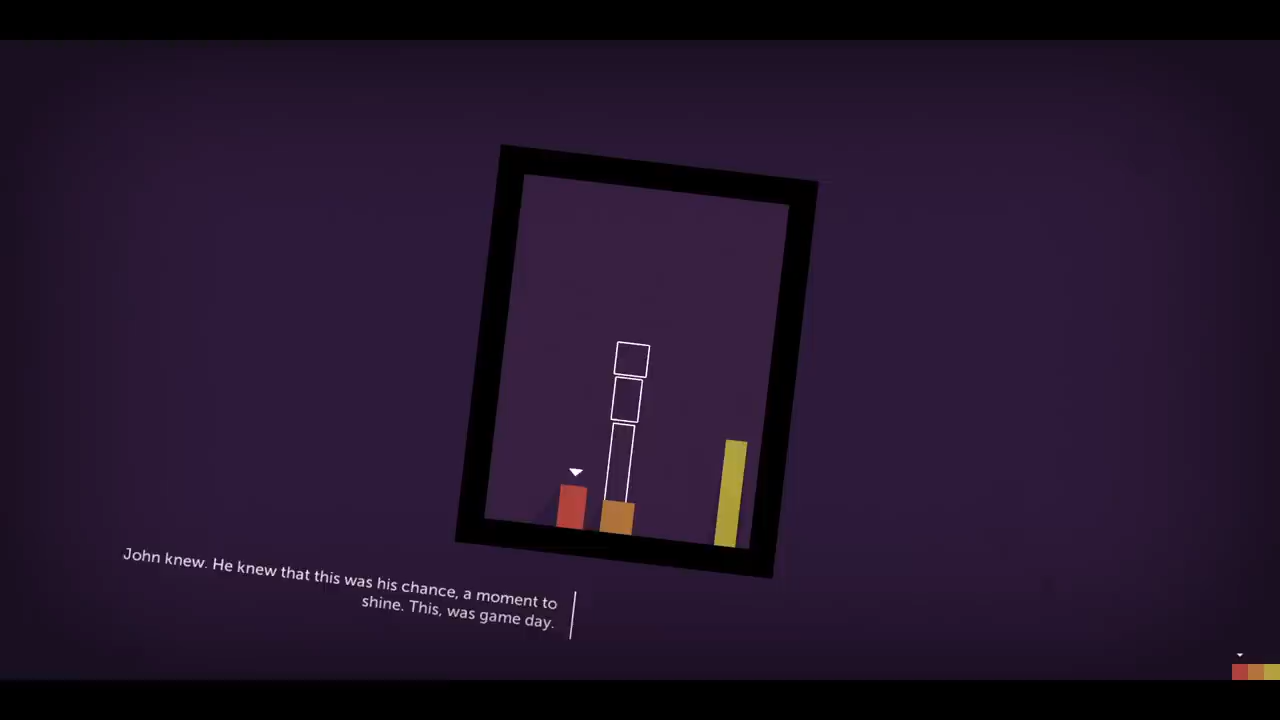 John knew. He knew that this was his chance, a moment to
shine. This, was game day.